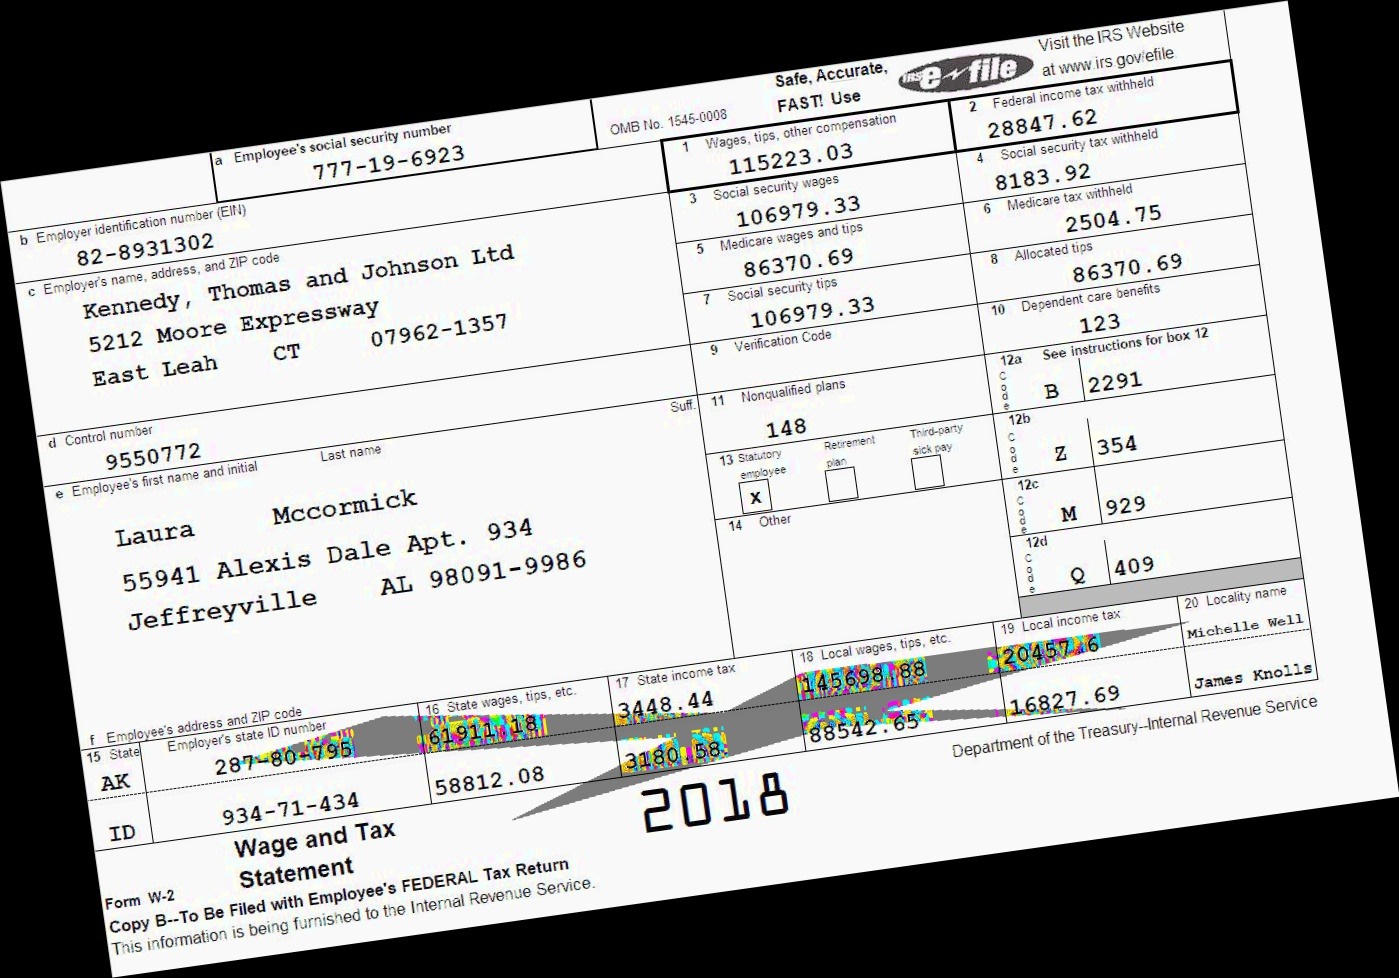 a Employee's social security number
777-19-6923
OMB No. 1545-0008
Safe, Accurate,
FAST! Use
IRS e-file
Visit the IRS Website
at www.irs.gov/efile
b Employer identification number (EIN)
82-8931302
1 Wages, tips, other compensation
115223.03
2 Federal income tax withheld
28847.62
c Employer's name, address, and ZIP code
Kennedy, Thomas and Johnson Ltd
5212 Moore Expressway
East Leah CT 07962-1357
3 Social security wages
106979.33
4 Social security tax withheld
8183.92
5 Medicare wages and tips
86370.69
6 Medicare tax withheld
2504.75
7 Social security tips
106979.33
8 Allocated tips
86370.69
d Control number
9550772
9 Verification Code
10 Dependent care benefits
123
e Employee's first name and initial Last name Suff.
Laura Mccormick
55941 Alexis Dale Apt. 934
Jeffreyville AL 98091-9986
11 Nonqualified plans
148
12a See instructions for box 12
Code B 2291
13 Statutory employee Retirement plan Third-party sick pay
x
12b
Code Z 354
14 Other
12c
Code M 929
12d
Code Q 409
f Employee's address and ZIP code
15 State Employer's state ID number 16 State wages, tips, etc. 17 State income tax 18 Local wages, tips, etc. 19 Local income tax 20 Locality name
AK 287-80-795 61911.18 3448.44 145698.88 20457.6 Michelle Well
ID 934-71-434 58812.08 3180.58 88542.65 16827.69 James Knolls
Form W-2 Wage and Tax Statement
2018
Department of the Treasury--Internal Revenue Service
Copy B--To Be Filed with Employee's FEDERAL Tax Return
This information is being furnished to the Internal Revenue Service.